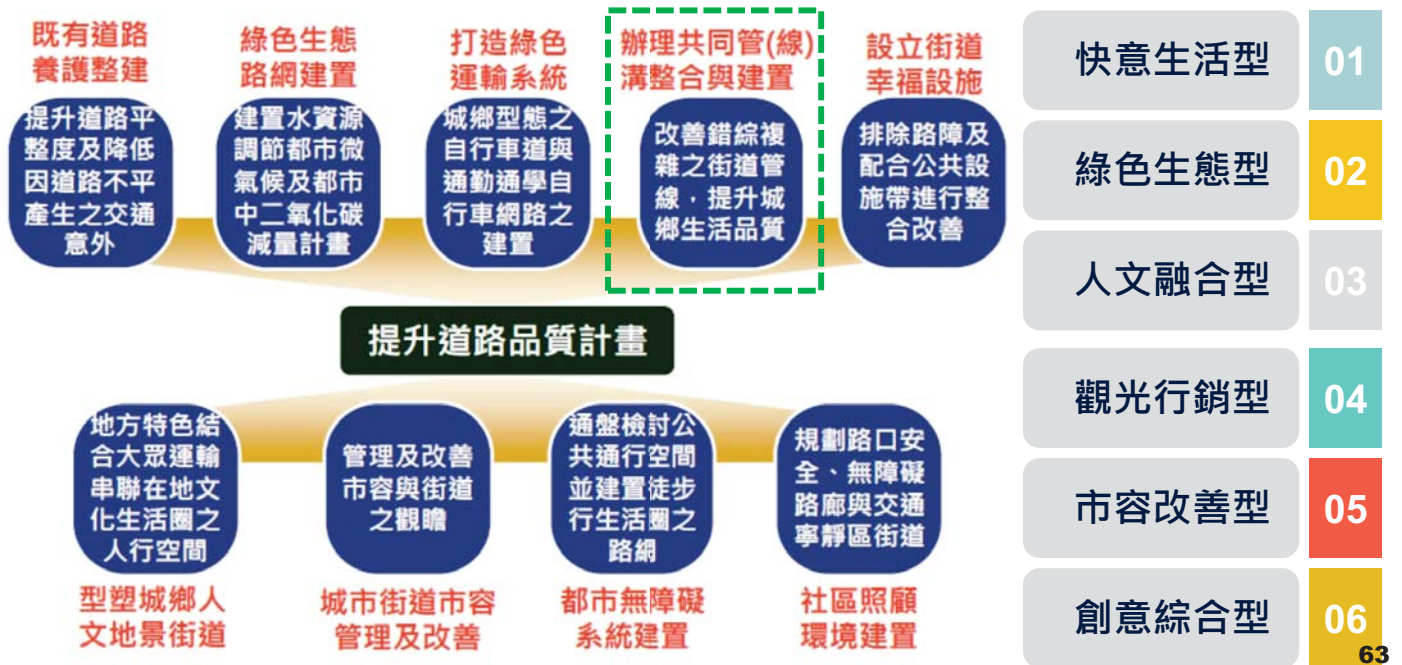 既有道路
養護整建
提升道路平
整度及降低
因道路不平
產生之交通
意外
綠色生態
路網建置
建置水資源
調節都市微
氣候及都市
中二氧化碳
減量計畫
打造綠色
運輸系統
城鄉型態之
自行車道與
通勤通學自
行車網路之
建置
辦理共同管(線)
溝整合與建置
改善錯綜複
雜之街道管
線，提升城
鄉生活品質
設立街道
幸福設施
排除路障及
配合公共設
施帶進行整
合改善
提升道路品質計畫
地方特色結
合大眾運輸
串聯在地文
化生活圈之
人行空間
型塑城鄉人
文地景街道
管理及改善
市容與街道
之觀瞻
城市街道市容
管理及改善
通盤檢討公
共通行空間
並建置徒步
行生活圈之
路網
都市無障礙
系統建置
規劃路口安
全、無障礙
路廊與交通
寧靜區街道
社區照顧
環境建置
快意生活型 01
綠色生態型 02
人文融合型 03
觀光行銷型 04
市容改善型 05
創意綜合型 06
63